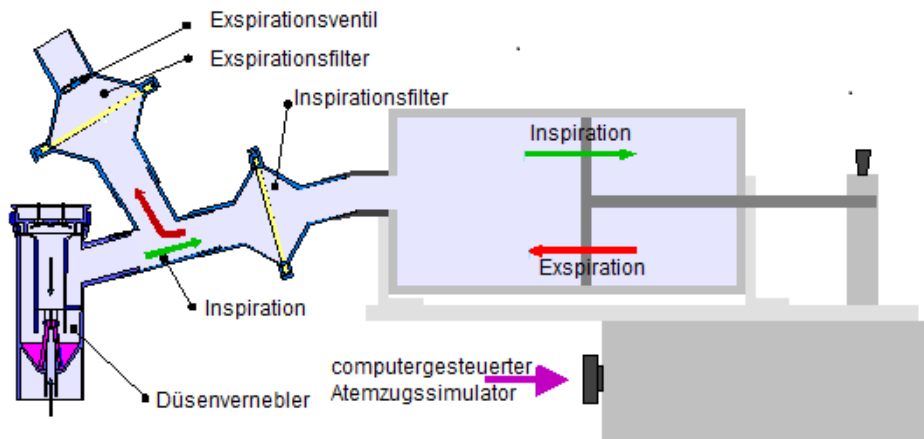 Exspirationsventil
Exspirationsfilter
Inspirationsfilter
Inspiration
Exspiration
Inspiration
computergesteuerter
Atemzugssimulator
Düsenvernebler